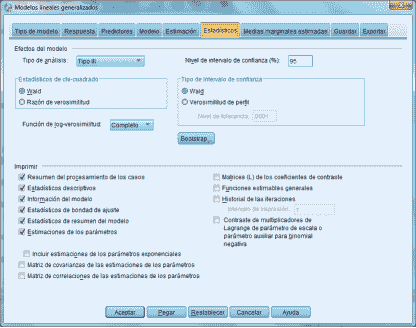 Modelos lineales generalizados
Tipo de modelo Respuesta Predictores Modelo Estimación Estadísticos Medias marginales estimadas Guardar Exportar
Efectos del modelo
Tipo de análisis: Tipo III Nivel de intervalo de confianza (%): 95
Estadísticos de chi-cuadrado
Wald
Razón de verosimilitud
Tipo de intervalo de confianza
Wald
Verosimilitud de perfil
Nivel de tolerancia: .0001
Función de log-verosimilitud: Completo
Bootstrap...
Imprimir
Resumen del procesamiento de los casos
Estadísticos descriptivos
Información del modelo
Estadísticos de bondad de ajuste
Estadísticos de resumen del modelo
Estimaciones de los parámetros
Incluir estimaciones de los parámetros exponenciales
Matriz de covarianzas de las estimaciones de los parámetros
Matriz de correlaciones de las estimaciones de los parámetros
Matrices (L) de los coeficientes de contraste
Funciones estimables generales
Historial de las iteraciones
Intervalo de impresión: 1
Contraste de multiplicadores de
Lagrange de parámetro de escala o
parámetro auxiliar para binomial
negativa
Aceptar Pegar Restablecer Cancelar Ayuda